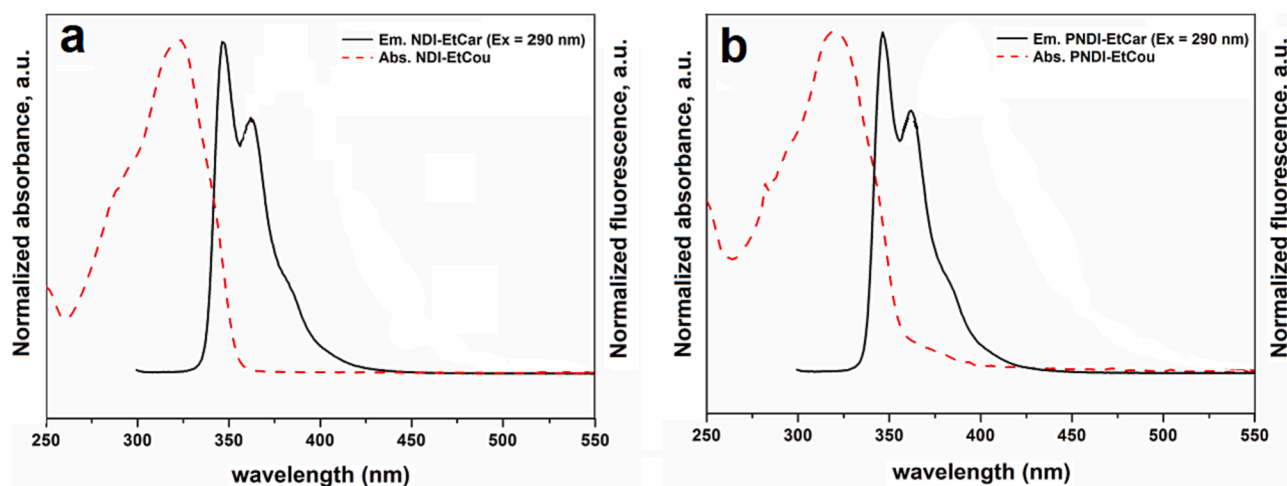 a
Em. NDI-EtCar (Ex = 290 nm)
Abs. NDI-EtCou
Normalized absorbance, a.u.
Normalized fluorescence, a.u.
250 300 350 400 450 500 550
wavelength (nm)
b
Em. PNDI-EtCar (Ex = 290 nm)
Abs. PNDI-EtCou
Normalized absorbance, a.u.
Normalized fluorescence, a.u.
250 300 350 400 450 500 550
wavelength (nm)